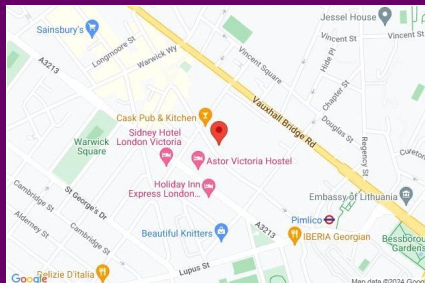 Jessel House
Sainsbury's
Vincent St
Vincent St
Longmoore St
A3213
Warwick Wy
Vincent Square
Hide Pl
Chapter St
Vauxhall Bridge Rd
Cask Pub & Kitchen
Douglas St
Sidney Hotel
London Victoria
Warwick
Square
Regency St
Astor Victoria Hostel
Cureton
Cambridge St
St George's Dr
Holiday Inn
Express London...
Embassy of Lithuania
Alderney St
A3213
Pimlico
Cambridge St
Beautiful Knitters
IBERIA Georgian
Bessborough
Gardens
Lupus St
Google
Delizie D'italia
Map data ©2024 Google